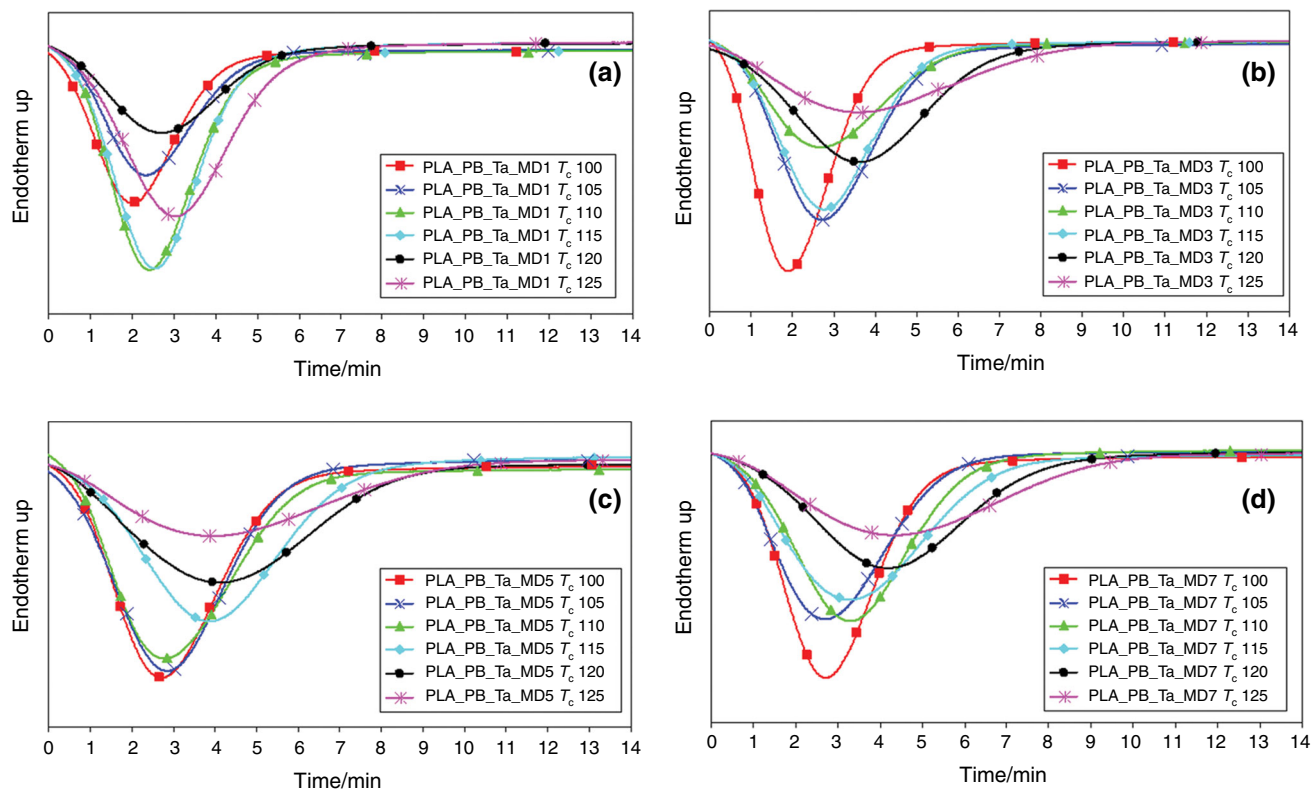 (a)
Endotherm up
PLA_PB_Ta_MD1 Tc 100
PLA_PB_Ta_MD1 Tc 105
PLA_PB_Ta_MD1 Tc 110
PLA_PB_Ta_MD1 Tc 115
PLA_PB_Ta_MD1 Tc 120
PLA_PB_Ta_MD1 Tc 125
0 1 2 3 4 5 6 7 8 9 10 11 12 13 14
Time/min
(b)
Endotherm up
PLA_PB_Ta_MD3 Tc 100
PLA_PB_Ta_MD3 Tc 105
PLA_PB_Ta_MD3 Tc 110
PLA_PB_Ta_MD3 Tc 115
PLA_PB_Ta_MD3 Tc 120
PLA_PB_Ta_MD3 Tc 125
0 1 2 3 4 5 6 7 8 9 10 11 12 13 14
Time/min
(c)
Endotherm up
PLA_PB_Ta_MD5 Tc 100
PLA_PB_Ta_MD5 Tc 105
PLA_PB_Ta_MD5 Tc 110
PLA_PB_Ta_MD5 Tc 115
PLA_PB_Ta_MD5 Tc 120
PLA_PB_Ta_MD5 Tc 125
0 1 2 3 4 5 6 7 8 9 10 11 12 13 14
Time/min
(d)
Endotherm up
PLA_PB_Ta_MD7 Tc 100
PLA_PB_Ta_MD7 Tc 105
PLA_PB_Ta_MD7 Tc 110
PLA_PB_Ta_MD7 Tc 115
PLA_PB_Ta_MD7 Tc 120
PLA_PB_Ta_MD7 Tc 125
0 1 2 3 4 5 6 7 8 9 10 11 12 13 14
Time/min